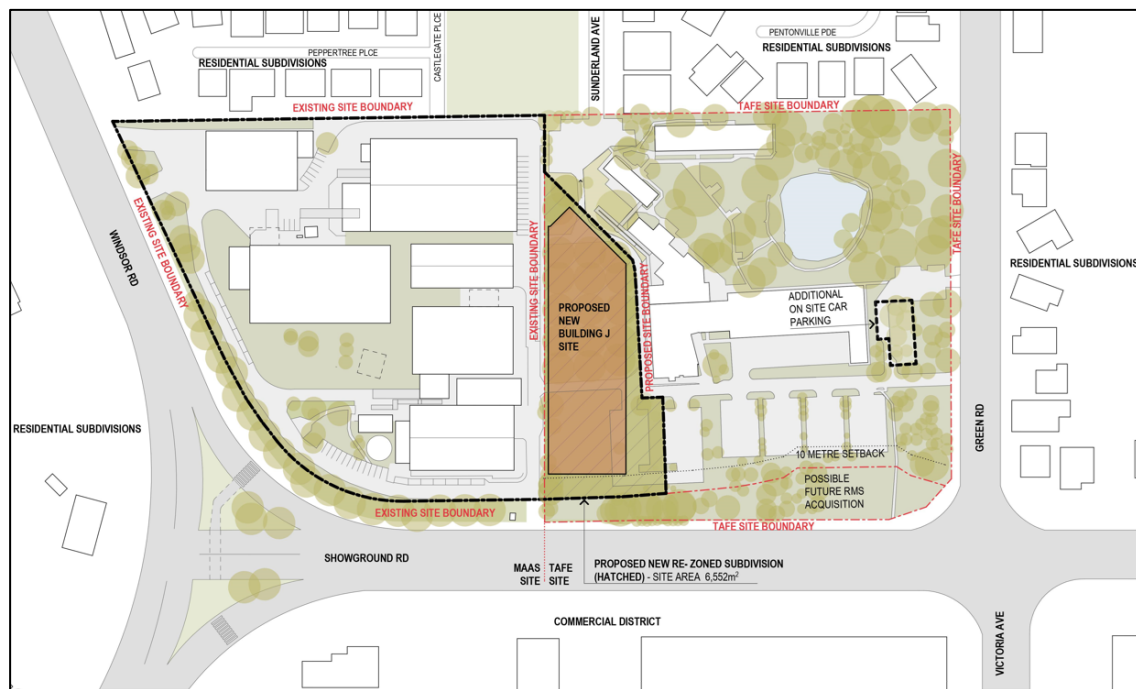 PENTONVILLE PDE
RESIDENTIAL SUBDIVISIONS
PEPPERTREE PLCE
RESIDENTIAL SUBDIVISIONS
CASTLEGATE PLCE
SUNDERLAND AVE
EXISTING SITE BOUNDARY
TAFE SITE BOUNDARY
EXISTING SITE BOUNDARY
WINDSOR RD
EXISTING SITE BOUNDARY
PROPOSED
NEW
BUILDING J
SITE
PROPOSED SITE BOUNDARY
ADDITIONAL
ON SITE CAR
PARKING
TAFE SITE BOUNDARY
RESIDENTIAL SUBDIVISIONS
GREEN RD
RESIDENTIAL SUBDIVISIONS
10 METRE SETBACK
POSSIBLE
FUTURE RMS
ACQUISITION
EXISTING SITE BOUNDARY
TAFE SITE BOUNDARY
SHOWGROUND RD
MAAS
SITE
TAFE
SITE
PROPOSED NEW RE- ZONED SUBDIVISION
(HATCHED) - SITE AREA 6,552m²
COMMERCIAL DISTRICT
VICTORIA AVE